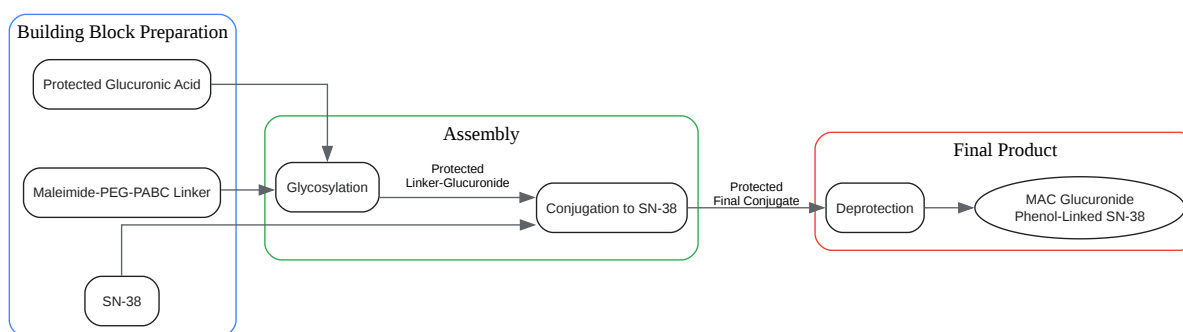 Building Block Preparation
Protected Glucuronic Acid
Maleimide-PEG-PABC Linker
SN-38
Assembly
Glycosylation
Protected
Linker-Glucuronide
Conjugation to SN-38
Protected
Final Conjugate
Final Product
Deprotection
MAC Glucuronide
Phenol-Linked SN-38